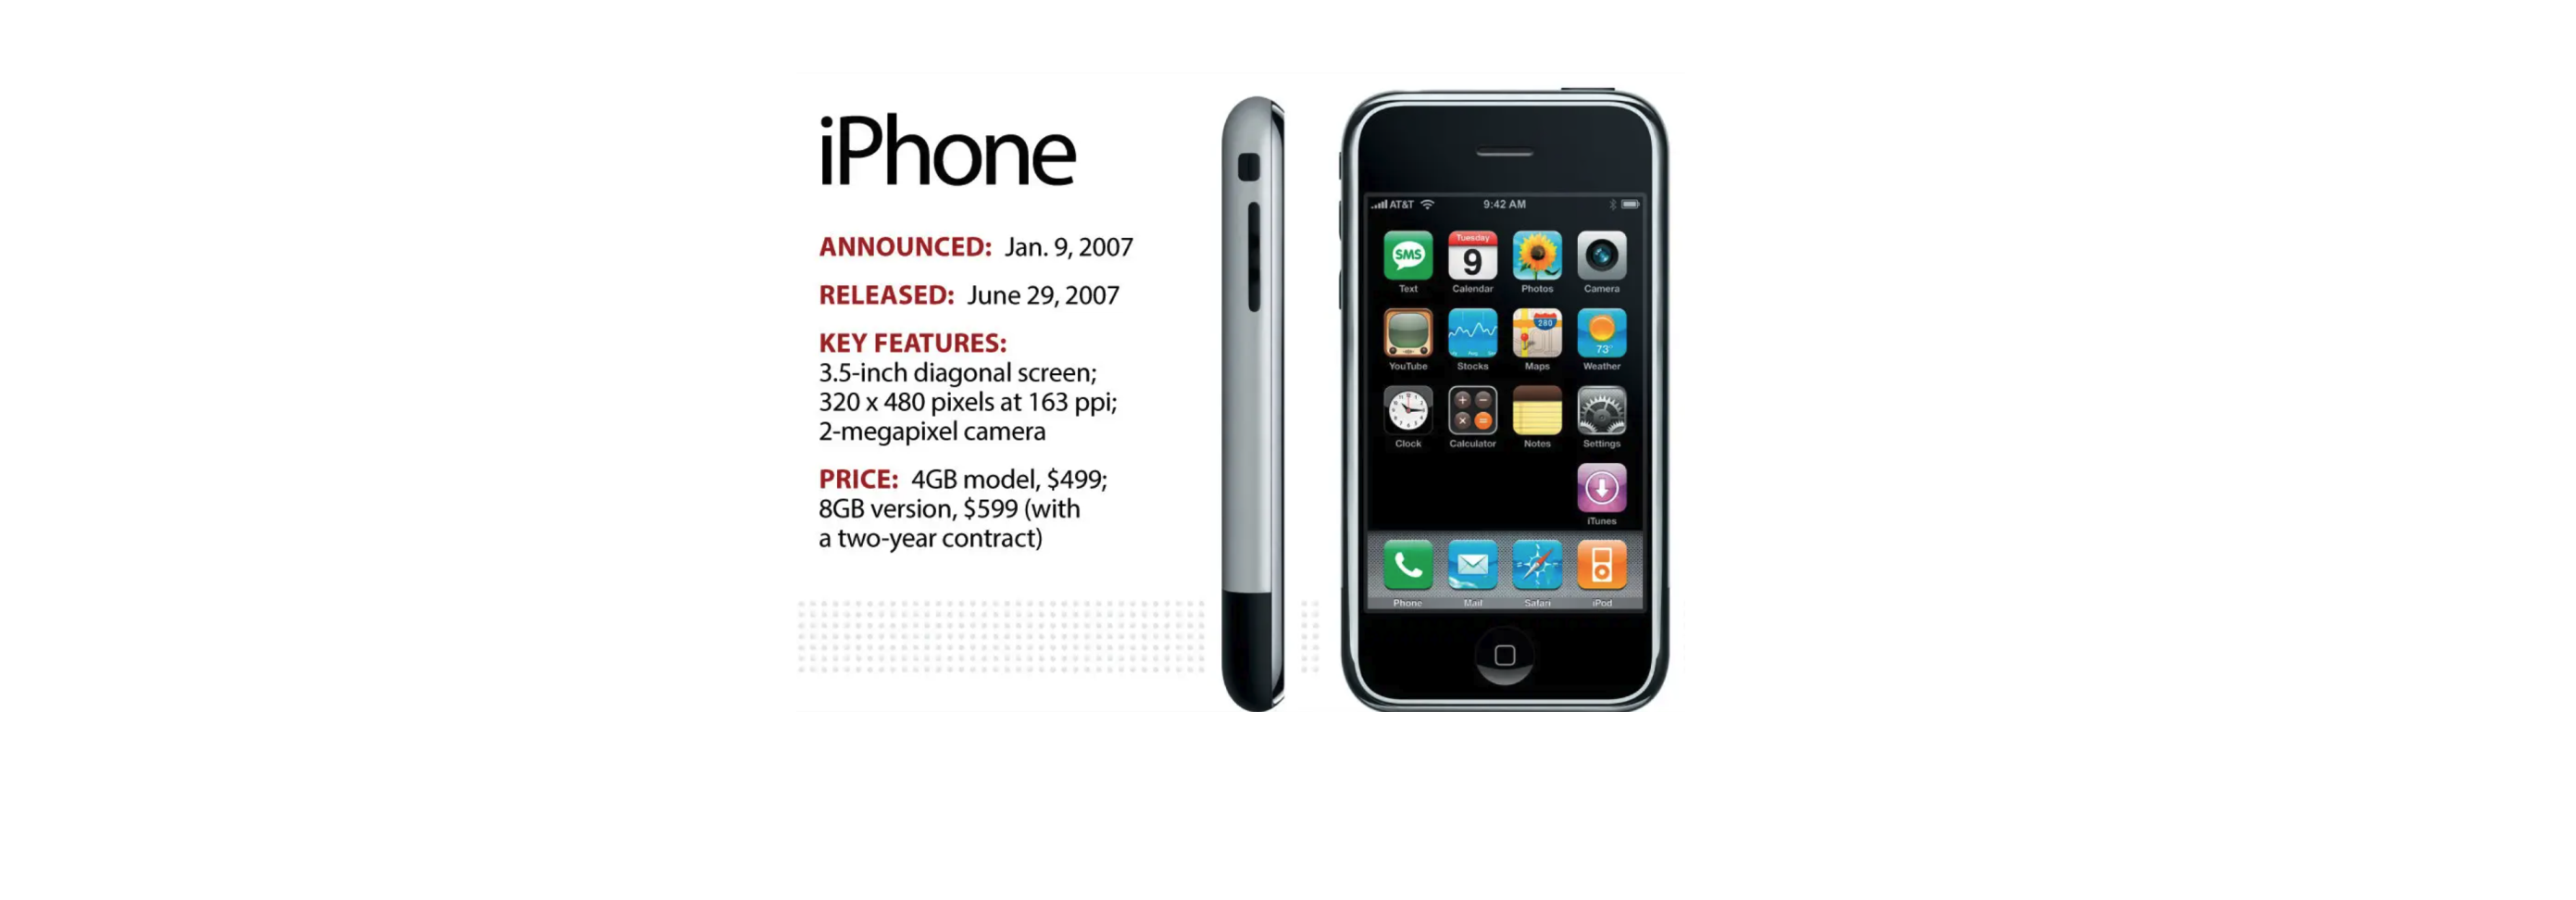 iPhone
ANNOUNCED: Jan. 9, 2007
RELEASED: June 29, 2007
KEY FEATURES:
3.5-inch diagonal screen;
320 x 480 pixels at 163 ppi;
2-megapixel camera
PRICE: 4GB model, $499;
8GB version, $599 (with
a two-year contract)
AT&T 9:42 AM
SMS Tuesday 9 280 73°
Text Calendar Photos Camera
YouTube Stocks Maps Weather
Clock Calculator Notes Settings
iTunes
Phone Mail Safari iPod